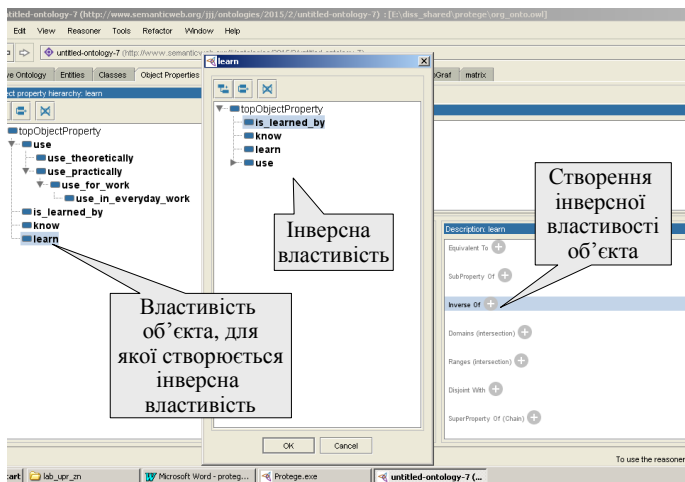 untitled-ontology-7 (http://www.semanticweb.org/jjj/ontologies/2015/2/untitled-ontology-7) : [E:\diss_shared\protege\org_onto.owl]
Edit View Reasoner Tools Refactor Window Help
untitled-ontology-7 (http://www.semantic
Ontology Entities Classes Object Properties
matrix
property hierarchy: learn
topObjectProperty
use
use_theoretically
use_practically
use_for_work
use_in_everyday_work
is_learned_by
know
learn
learn
topObjectProperty
is_learned_by
know
learn
use
OK Cancel
Інверсна
властивість
Властивість
об’єкта, для
якої створюється
інверсна
властивість
Створення
інверсної
властивості
об’єкта
Description: learn
Equivalent To
SubProperty Of
Inverse Of
Domains (intersection)
Ranges (intersection)
Disjoint With
SuperProperty Of (Chain)
To use the reasoner
lab_upr_zn Microsoft Word - proteg... Protege.exe untitled-ontology-7 (...